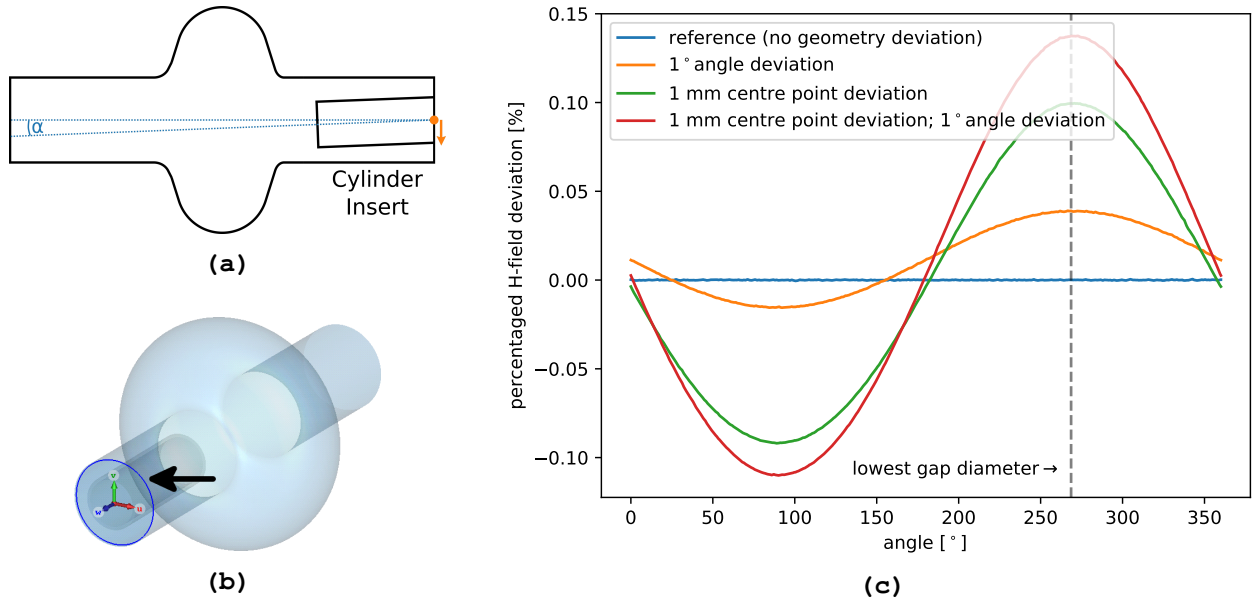 α
Cylinder
Insert
(a)
v
w
u
(b)
0.15
0.10
0.05
0.00
−0.05
−0.10
percentaged H-field deviation [%]
reference (no geometry deviation)
1°angle deviation
1 mm centre point deviation
1 mm centre point deviation; 1°angle deviation
lowest gap diameter→
0 50 100 150 200 250 300 350
angle [°]
(c)